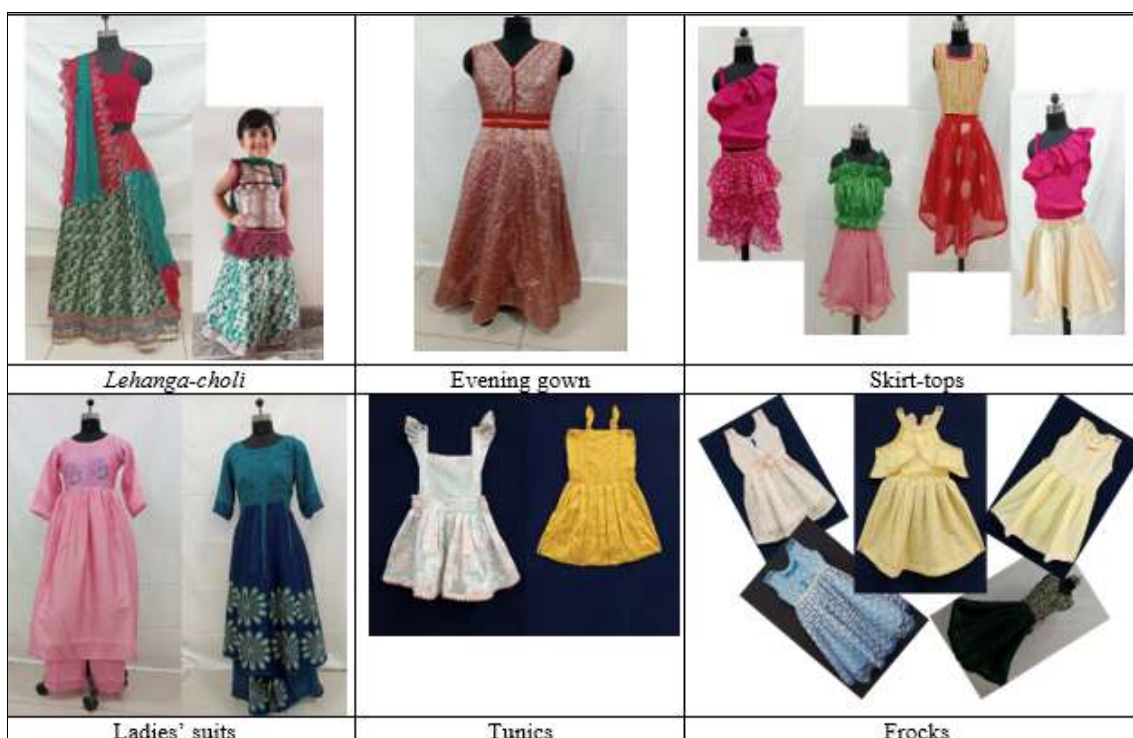 Lehanga-choli
Evening gown
Skirt-tops
Ladies’ suits
Tunics
Frocks